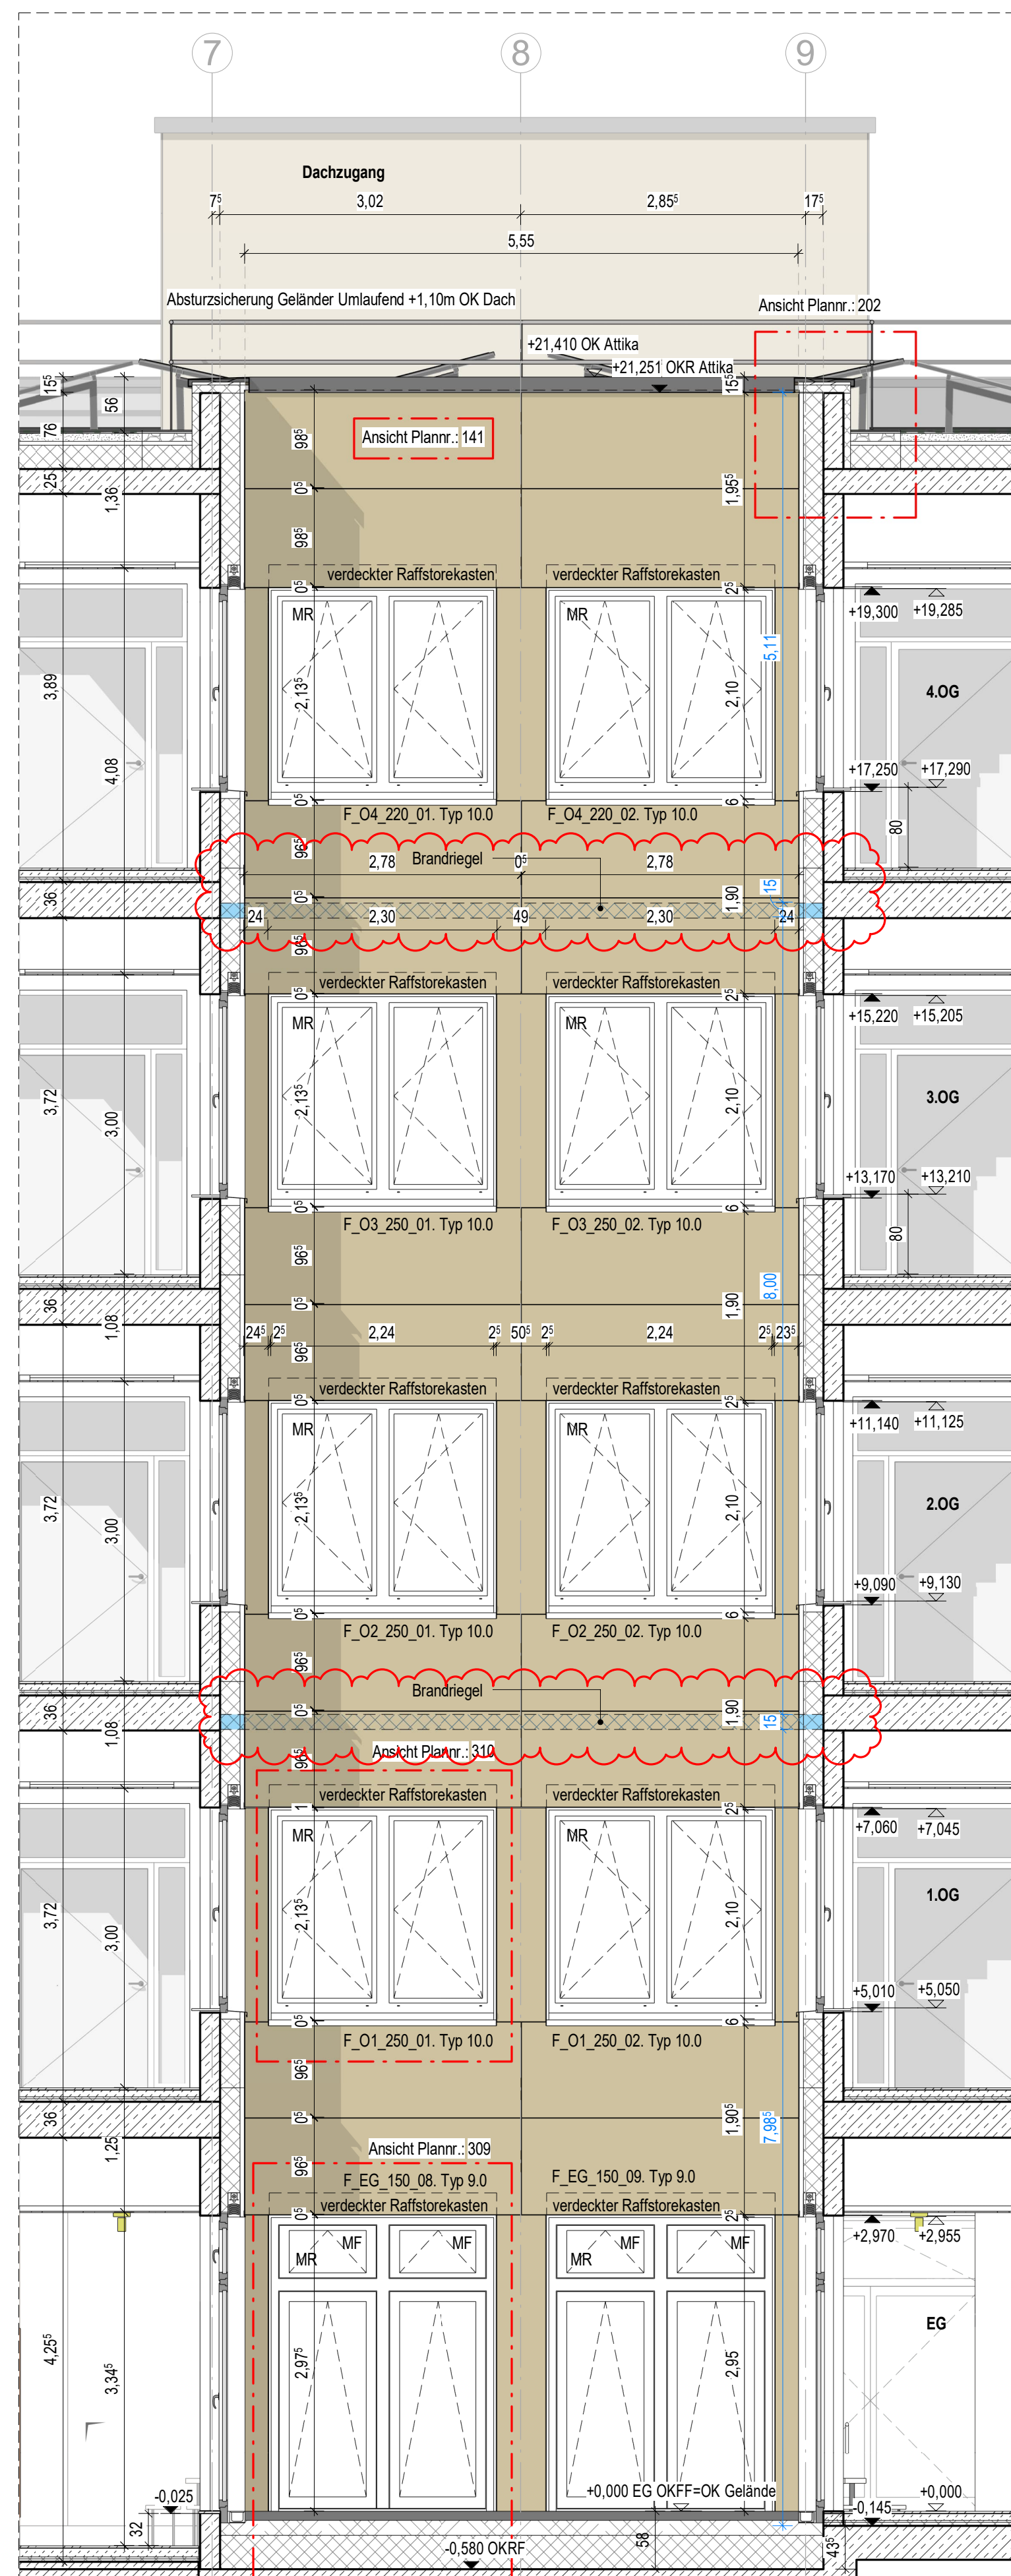 7 8 9
Dachzugang
7⁵ 3,02 2,85⁵ 17⁵
5,55
Absturzsicherung Geländer Umlaufend +1,10m OK Dach
Ansicht Plannr.: 202
+21,410 OK Attika
+21,251 OKR Attika
15⁵ 56 15⁵
76 98⁵
Ansicht Plannr.: 141
25 1,36 0⁵ 1,95⁵
98⁵
verdeckter Raffstorekasten verdeckter Raffstorekasten
0⁵ 2⁵
+19,300 +19,285
MR MR
5,11
3,89 2,13⁵ 2,10 4.OG
4,08
+17,250 +17,290
0⁵ 6
F_O4_220_01. Typ 10.0 F_O4_220_02. Typ 10.0
80
96⁵
Brandriegel
2,78 0⁵ 2,78
36 0⁵ 1,90 15
24 2,30 49 2,30 24
96⁵
verdeckter Raffstorekasten verdeckter Raffstorekasten
0⁵ 2⁵
+15,220 +15,205
MR MR
3,72 3,00 2,13⁵ 2,10 3.OG
+13,170 +13,210
0⁵ 6
F_O3_250_01. Typ 10.0 F_O3_250_02. Typ 10.0
80
96⁵
36 1,08 0⁵ 1,90 8,00
24⁵ 2⁵ 2,24 2⁵ 50⁵ 2⁵ 2,24 2⁵ 23⁵
96⁵
verdeckter Raffstorekasten verdeckter Raffstorekasten
0⁵ 2⁵
+11,140 +11,125
MR MR
3,72 3,00 2,13⁵ 2,10 2.OG
+9,090 +9,130
0⁵ 6
F_O2_250_01. Typ 10.0 F_O2_250_02. Typ 10.0
96⁵
Brandriegel
36 1,08 0⁵ 1,90 15
Ansicht Plannr.: 310
96⁵
verdeckter Raffstorekasten verdeckter Raffstorekasten
1 2⁵
+7,060 +7,045
MR MR
3,72 3,00 2,13⁵ 2,10 1.OG
+5,010 +5,050
0⁵ 6
F_O1_250_01. Typ 10.0 F_O1_250_02. Typ 10.0
96⁵
36 1,25 0⁵ 1,90⁵ 7,98⁵
Ansicht Plannr.: 309
96⁵
F_EG_150_08. Typ 9.0 F_EG_150_09. Typ 9.0
verdeckter Raffstorekasten verdeckter Raffstorekasten
0⁵ 2⁵
+2,970 +2,955
MR MF MF MR MF MF
EG
4,25⁵ 3,34⁵ 2,97⁵ 2,95
+0,000 EG OKFF=OK Gelände
-0,025 +0,000
-0,145
32 58 43⁵
-0,580 OKRF